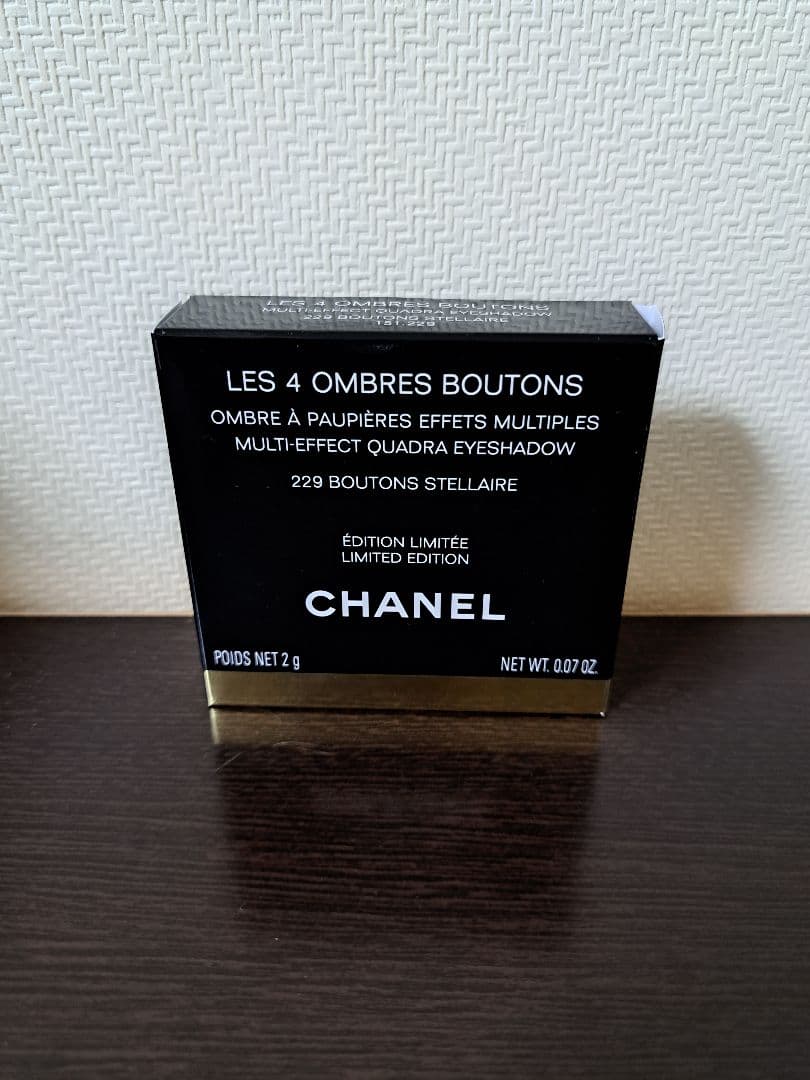 LES 4 OMBRES BOUTONS
MULTI-EFFECT QUADRA EYESHADOW
229 BOUTONS STELLAIRE
151.229
LES 4 OMBRES BOUTONS
OMBRE À PAUPIÈRES EFFETS MULTIPLES
MULTI-EFFECT QUADRA EYESHADOW
229 BOUTONS STELLAIRE
ÉDITION LIMITÉE
LIMITED EDITION
CHANEL
POIDS NET 2 g
NET WT. 0.07 OZ.